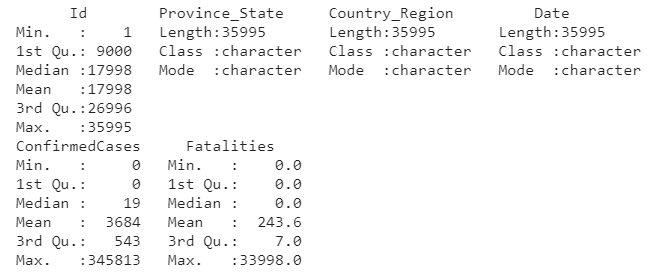 Id Province_State Country_Region Date
Min. : 1 Length:35995 Length:35995 Length:35995
1st Qu.: 9000 Class :character Class :character Class :character
Median :17998 Mode :character Mode :character Mode :character
Mean :17998
3rd Qu.:26996
Max. :35995
ConfirmedCases Fatalities
Min. : 0 Min. : 0.0
1st Qu.: 0 1st Qu.: 0.0
Median : 19 Median : 0.0
Mean : 3684 Mean : 243.6
3rd Qu.: 543 3rd Qu.: 7.0
Max. :345813 Max. :33998.0